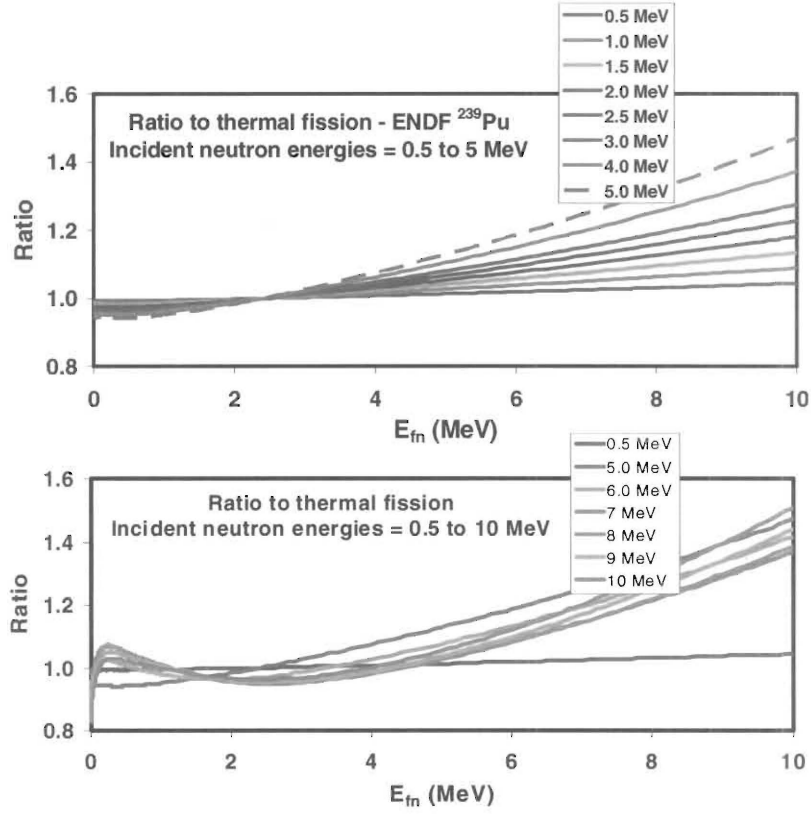 0.5 MeV
1.0 MeV
1.5 MeV
2.0 MeV
2.5 MeV
3.0 MeV
4.0 MeV
5.0 MeV
Ratio to thermal fission - ENDF ²³⁹Pu
Incident neutron energies = 0.5 to 5 MeV
1.6
1.4
1.2
1.0
0.8
Ratio
0
2
4
6
8
10
E_fn (MeV)
0.5 MeV
5.0 MeV
6.0 MeV
7 MeV
8 MeV
9 MeV
10 MeV
Ratio to thermal fission
Incident neutron energies = 0.5 to 10 MeV
1.6
1.4
1.2
1.0
0.8
Ratio
0
2
4
6
8
10
E_fn (MeV)